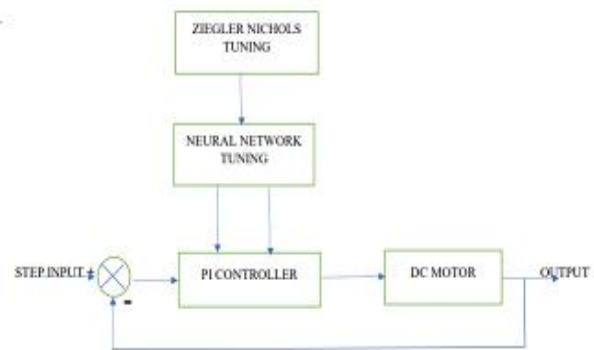 ZIEGLER NICHOLS
TUNING
NEURAL NETWORK
TUNING
STEP INPUT +
-
PI CONTROLLER
DC MOTOR
OUTPUT